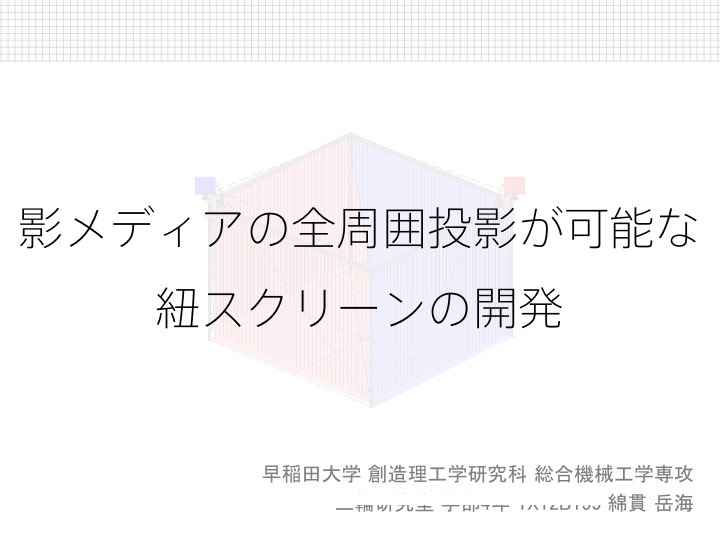 影メディアの全周囲投影が可能な
紐スクリーンの開発
早稲田大学 創造理工学研究科 総合機械工学専攻
綿貫 岳海